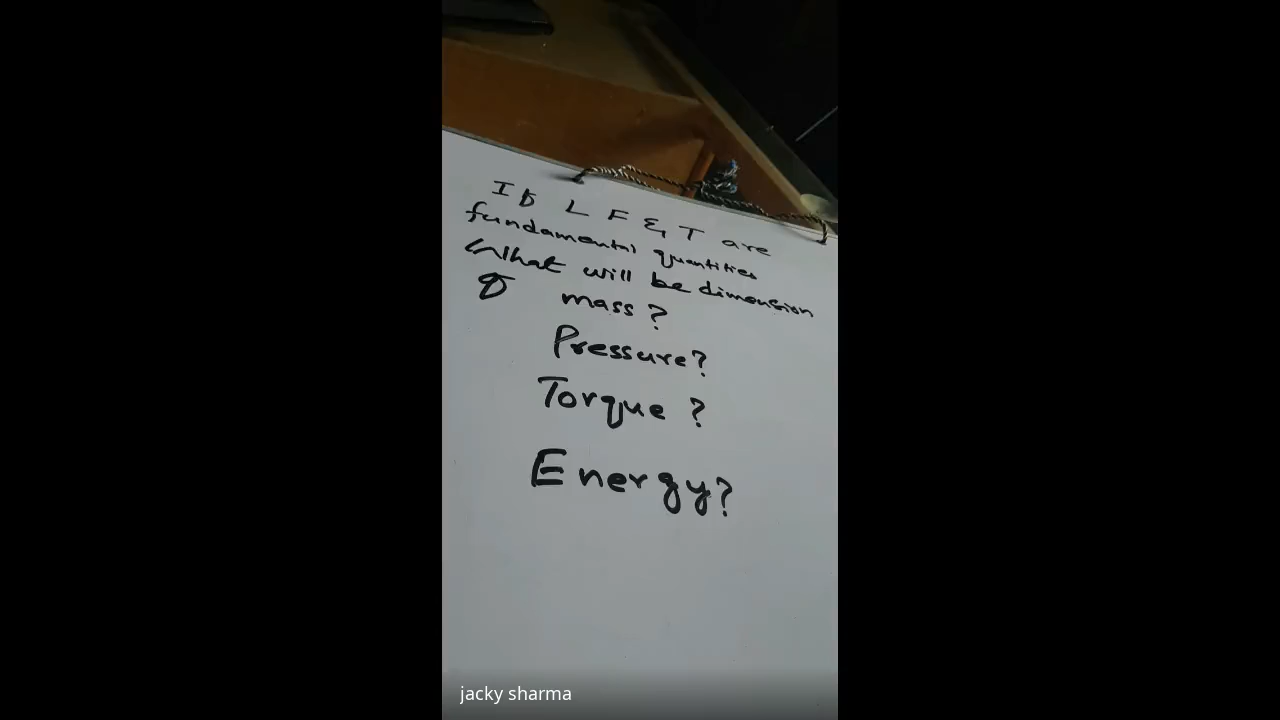 If L F & T are
fundamental quantities
What will be dimension
of mass?
Pressure?
Torque?
Energy?
jacky sharma